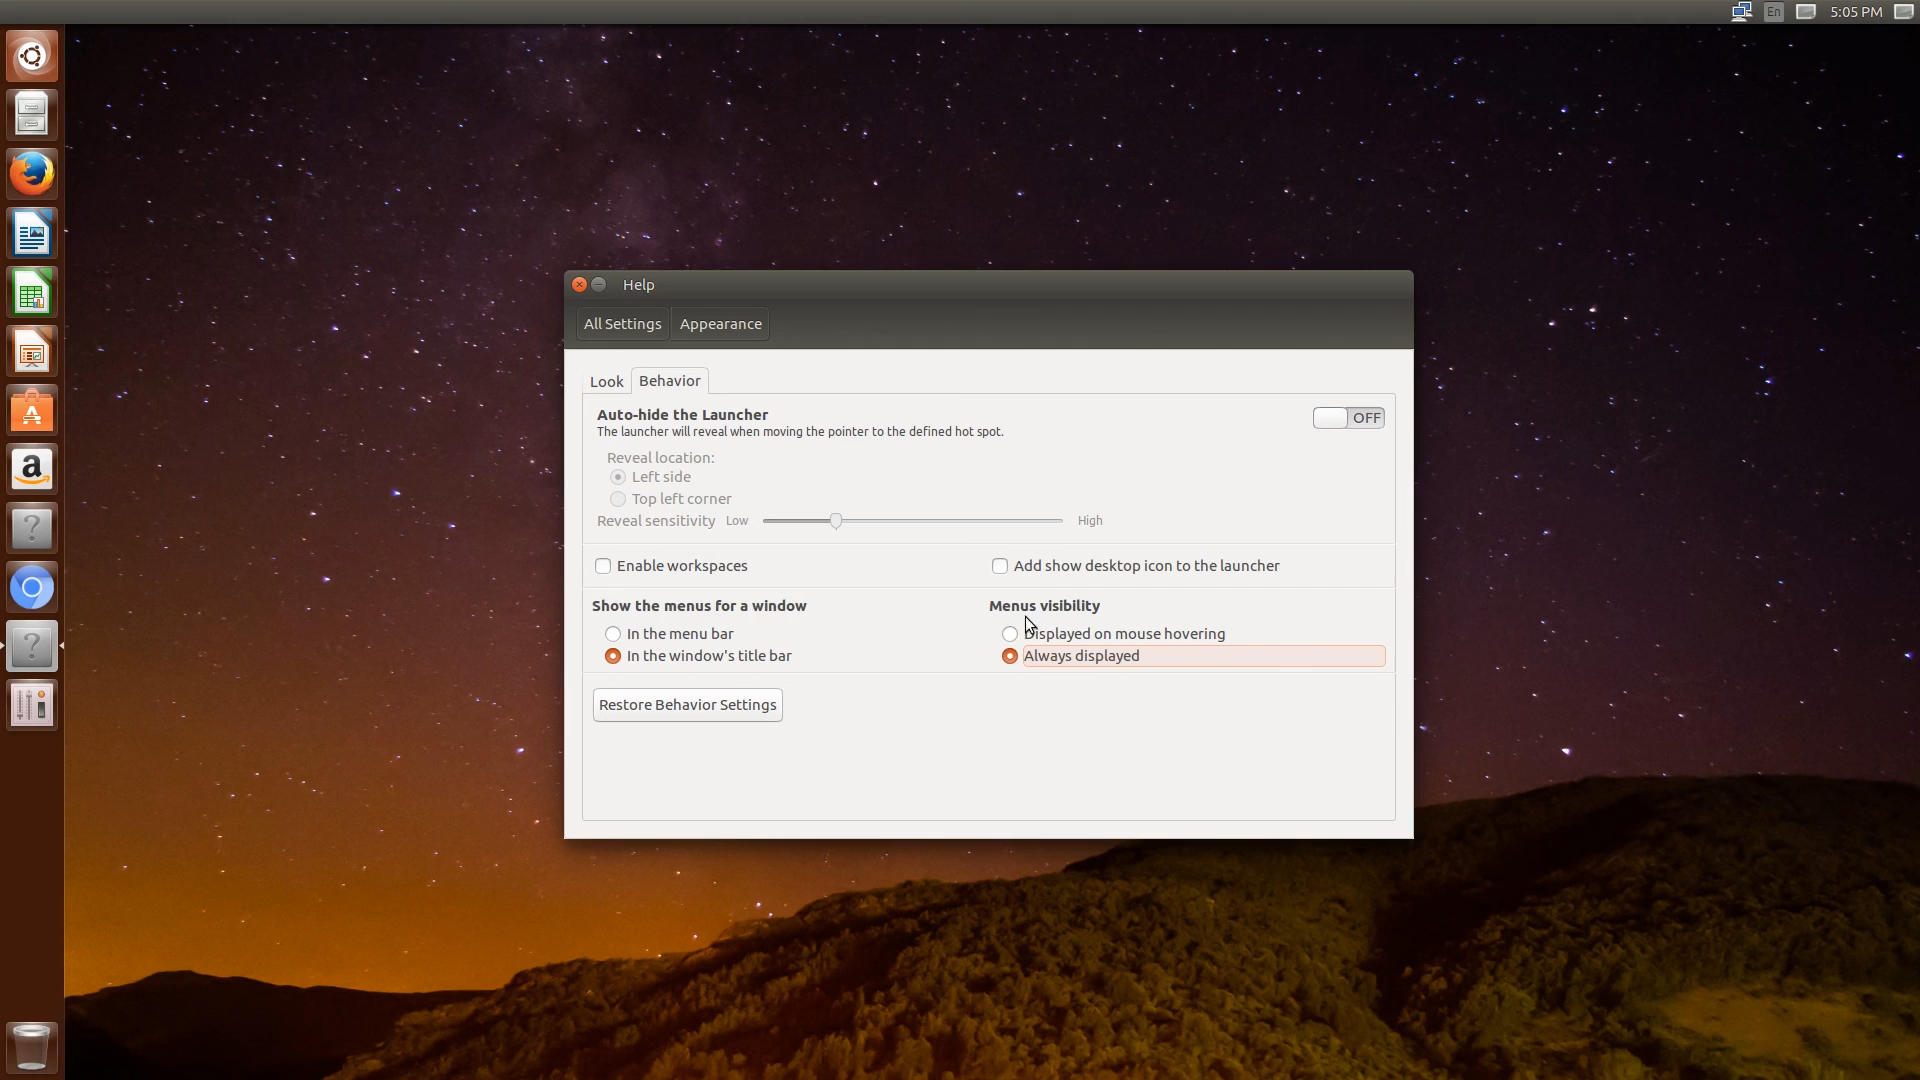 En
5:05 PM
Help
All Settings
Appearance
Look
Behavior
Auto-hide the Launcher
OFF
The launcher will reveal when moving the pointer to the defined hot spot.
Reveal location:
Left side
Top left corner
Reveal sensitivity Low High
Enable workspaces
Add show desktop icon to the launcher
Show the menus for a window
In the menu bar
In the window's title bar
Menus visibility
Displayed on mouse hovering
Always displayed
Restore Behavior Settings